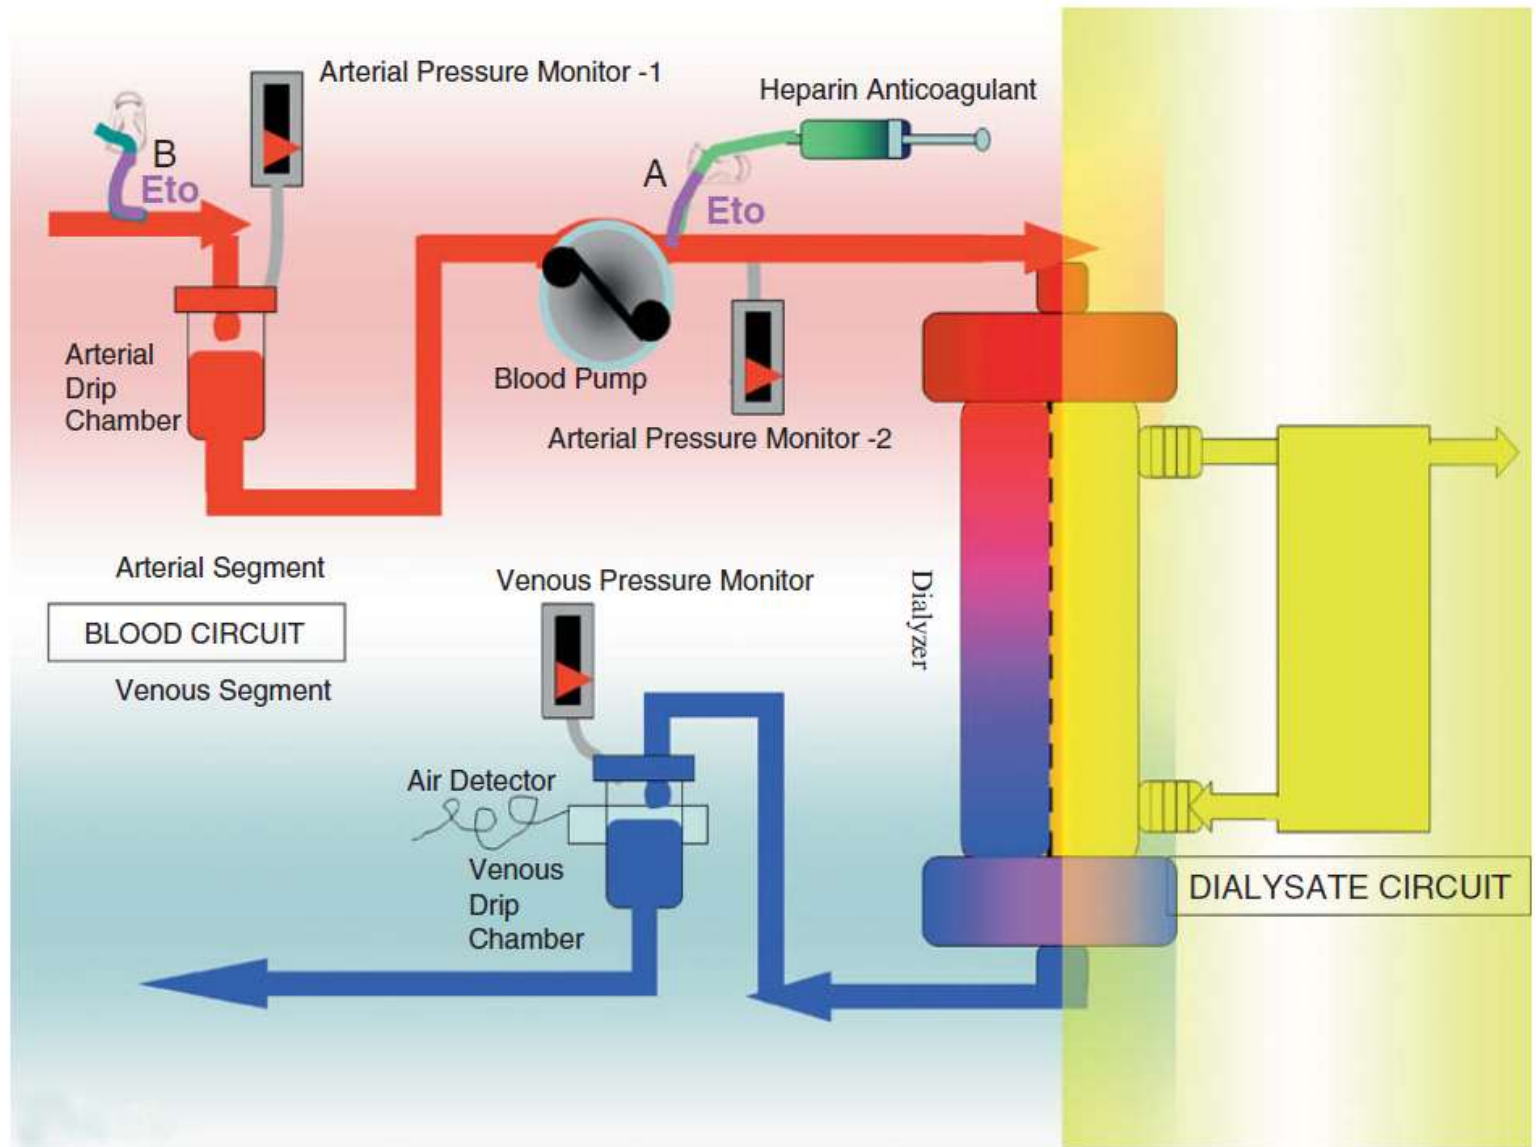 Arterial Pressure Monitor -1
Heparin Anticoagulant
B
Eto
A
Eto
Arterial
Drip
Chamber
Blood Pump
Arterial Pressure Monitor -2
Arterial Segment
BLOOD CIRCUIT
Venous Segment
Venous Pressure Monitor
Dialyzer
Air Detector
Venous
Drip
Chamber
DIALYSATE CIRCUIT